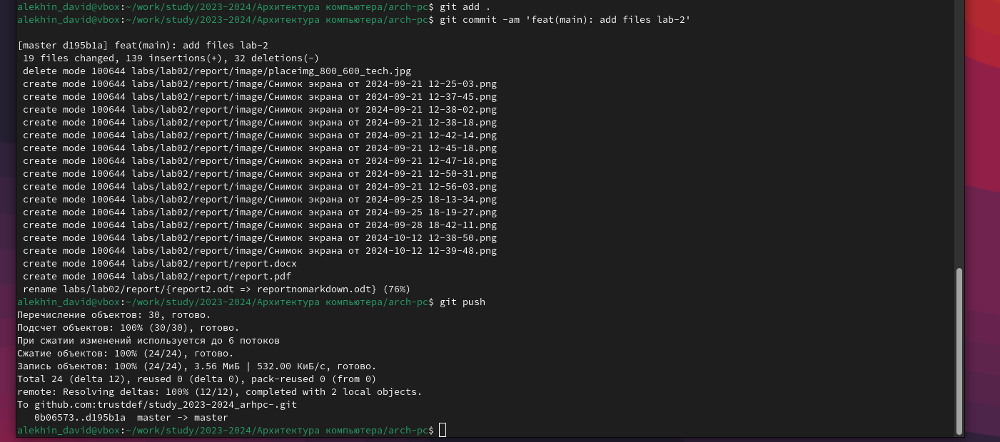 alekhin_david@vbox:~/work/study/2023-2024/Архитектура компьютера/arch-pc$ git add .
alekhin_david@vbox:~/work/study/2023-2024/Архитектура компьютера/arch-pc$ git commit -am 'feat(main): add files lab-2'
[master d195b1a] feat(main): add files lab-2
 19 files changed, 139 insertions(+), 32 deletions(-)
 delete mode 100644 labs/lab02/report/image/placeimg_800_600_tech.jpg
 create mode 100644 labs/lab02/report/image/Снимок экрана от 2024-09-21 12-25-03.png
 create mode 100644 labs/lab02/report/image/Снимок экрана от 2024-09-21 12-37-45.png
 create mode 100644 labs/lab02/report/image/Снимок экрана от 2024-09-21 12-38-02.png
 create mode 100644 labs/lab02/report/image/Снимок экрана от 2024-09-21 12-38-18.png
 create mode 100644 labs/lab02/report/image/Снимок экрана от 2024-09-21 12-42-14.png
 create mode 100644 labs/lab02/report/image/Снимок экрана от 2024-09-21 12-45-18.png
 create mode 100644 labs/lab02/report/image/Снимок экрана от 2024-09-21 12-47-18.png
 create mode 100644 labs/lab02/report/image/Снимок экрана от 2024-09-21 12-50-31.png
 create mode 100644 labs/lab02/report/image/Снимок экрана от 2024-09-21 12-56-03.png
 create mode 100644 labs/lab02/report/image/Снимок экрана от 2024-09-25 18-13-34.png
 create mode 100644 labs/lab02/report/image/Снимок экрана от 2024-09-25 18-19-27.png
 create mode 100644 labs/lab02/report/image/Снимок экрана от 2024-09-28 18-42-11.png
 create mode 100644 labs/lab02/report/image/Снимок экрана от 2024-10-12 12-38-50.png
 create mode 100644 labs/lab02/report/image/Снимок экрана от 2024-10-12 12-39-48.png
 create mode 100644 labs/lab02/report/report.docx
 create mode 100644 labs/lab02/report/report.pdf
 rename labs/lab02/report/{report2.odt => reportnomarkdown.odt} (76%)
alekhin_david@vbox:~/work/study/2023-2024/Архитектура компьютера/arch-pc$ git push
Перечисление объектов: 30, готово.
Подсчет объектов: 100% (30/30), готово.
При сжатии изменений используется до 6 потоков
Сжатие объектов: 100% (24/24), готово.
Запись объектов: 100% (24/24), 3.56 МиБ | 532.00 КиБ/с, готово.
Total 24 (delta 12), reused 0 (delta 0), pack-reused 0 (from 0)
remote: Resolving deltas: 100% (12/12), completed with 2 local objects.
To github.com:trustdef/study_2023-2024_arhpc-.git
   0b06573..d195b1a  master -> master
alekhin_david@vbox:~/work/study/2023-2024/Архитектура компьютера/arch-pc$